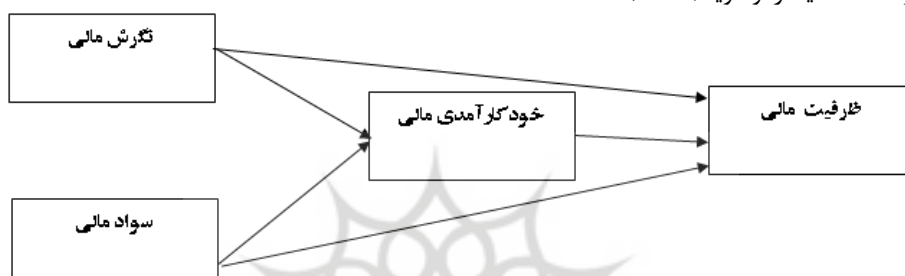 نگرش مالی
خودکارآمدی مالی
ظرفیت مالی
سواد مالی